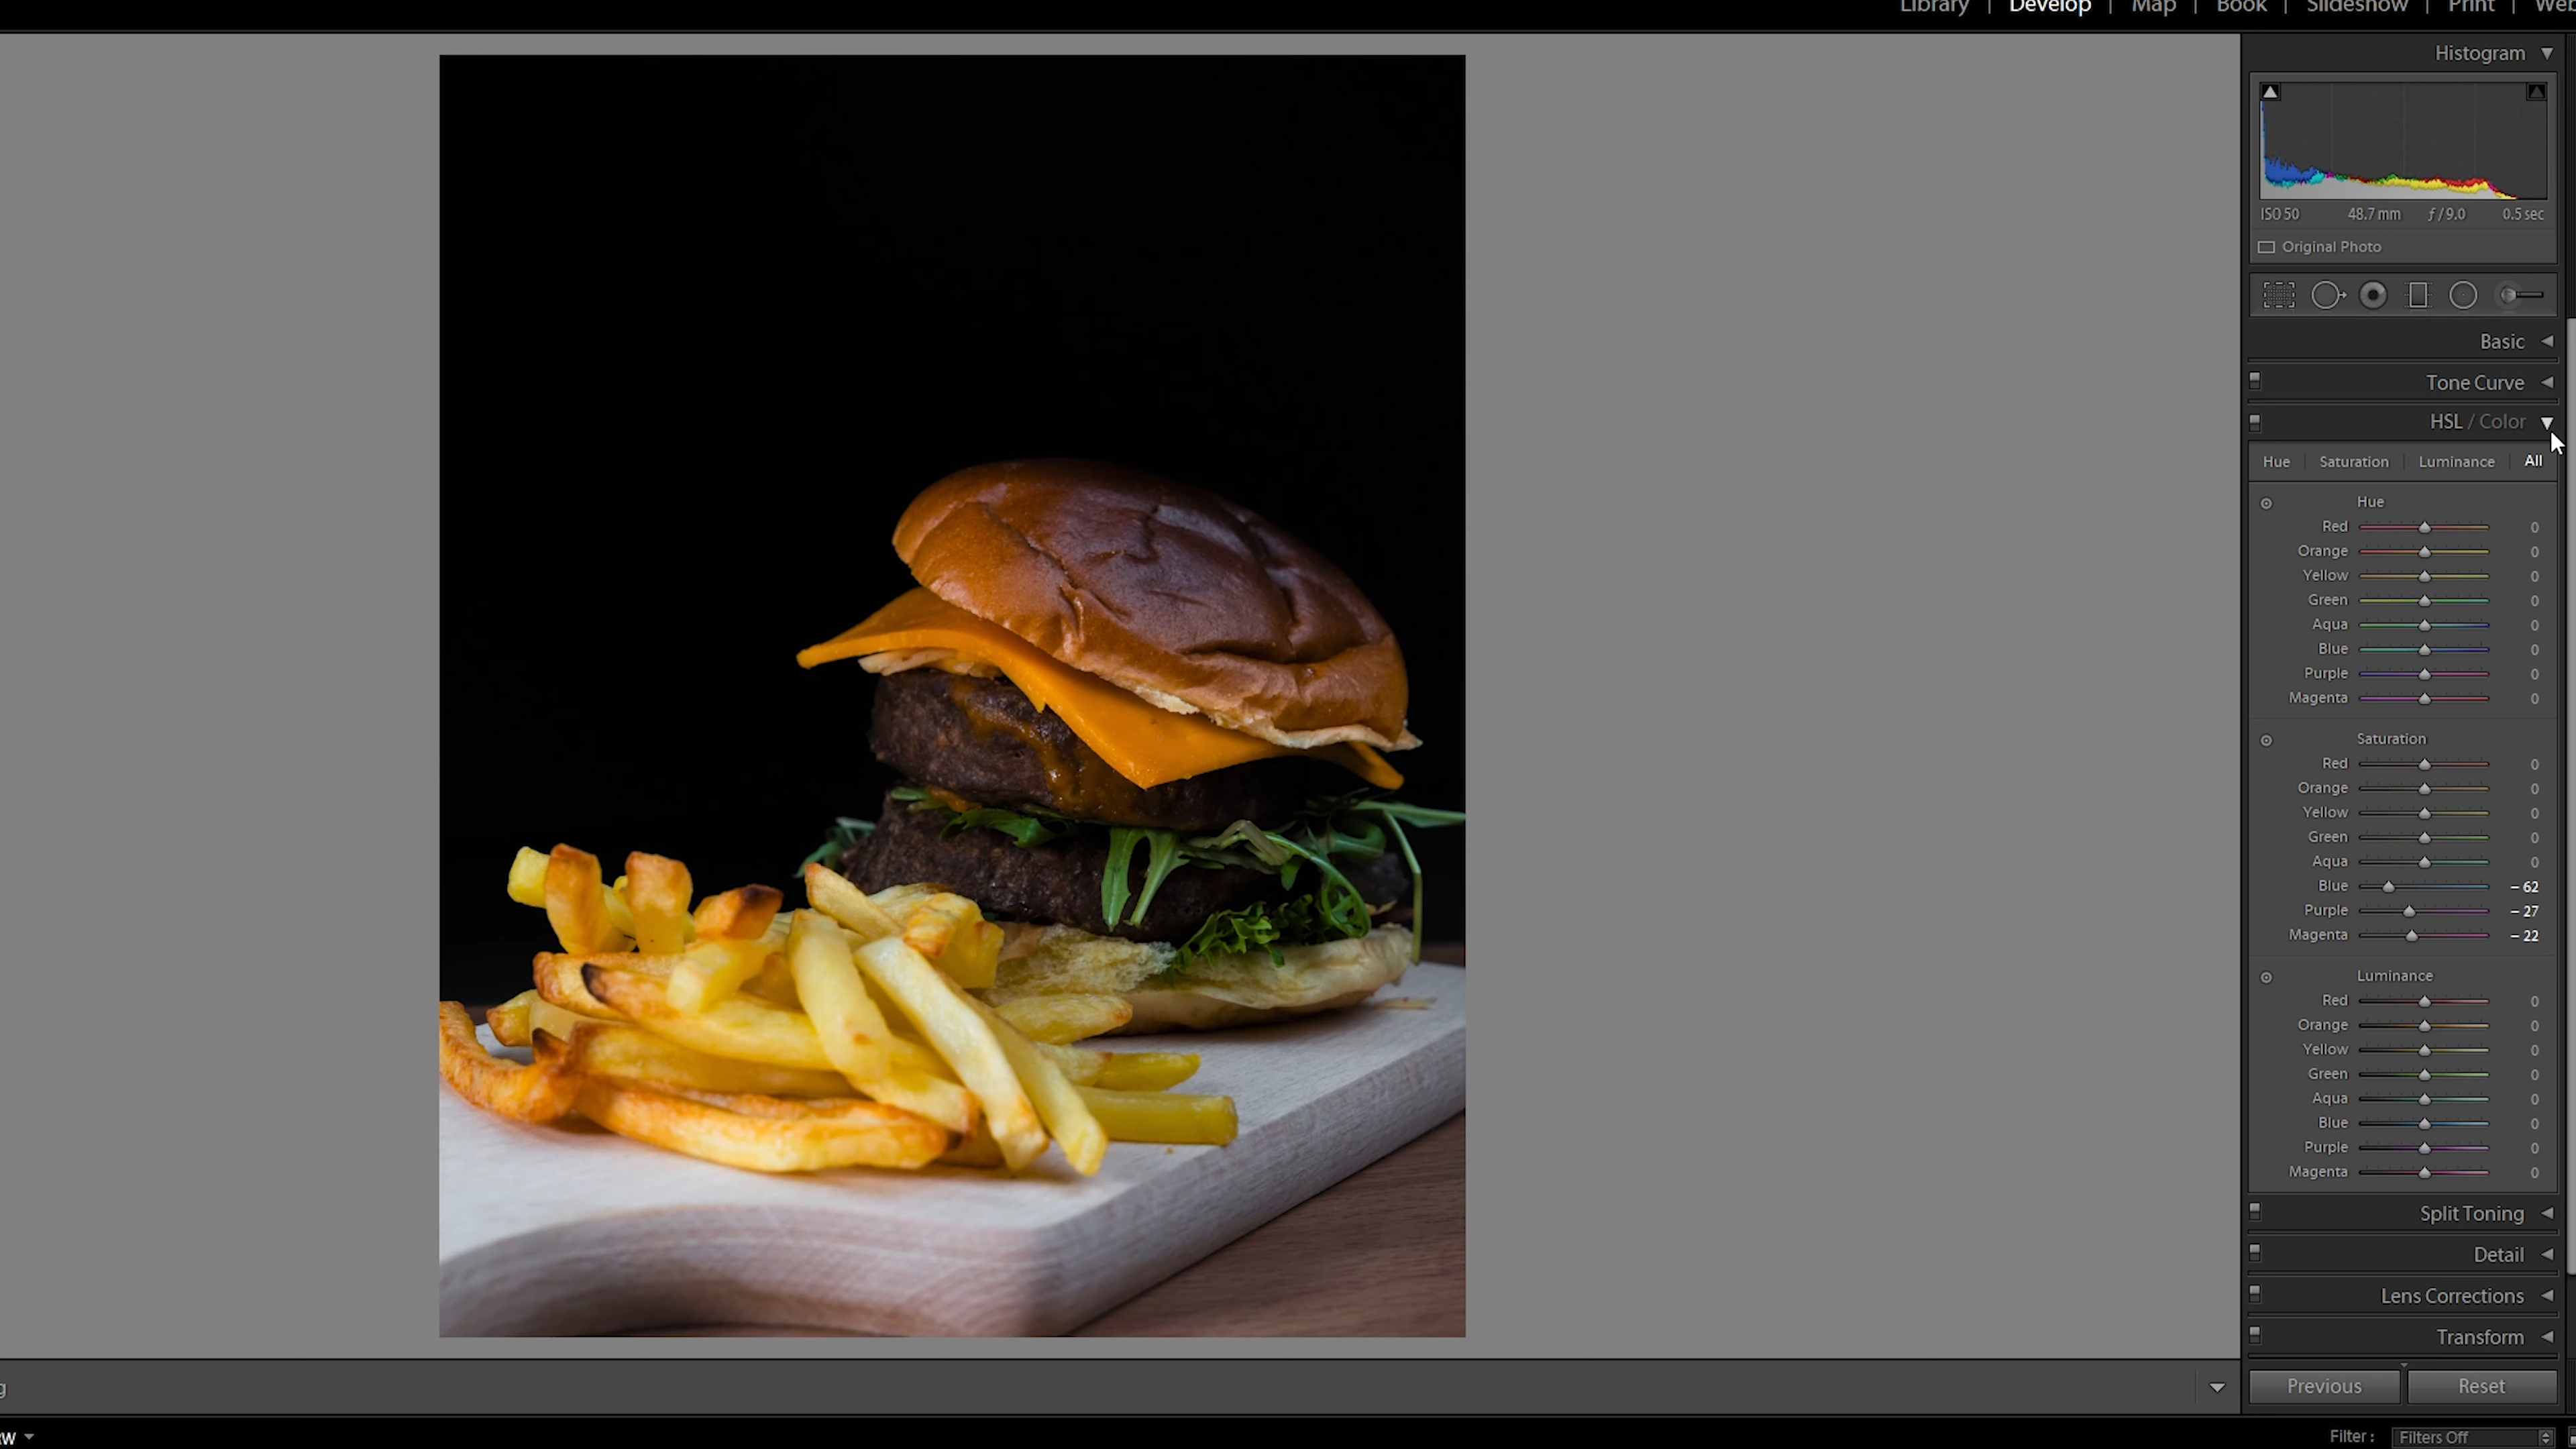 Library | Develop | Map | Book | Slideshow | Print | Web
Histogram
ISO 50 48.7 mm ƒ / 9.0 0.5 sec
Original Photo
Basic
Tone Curve
HSL / Color
Hue Saturation Luminance All
Hue
Red 0
Orange 0
Yellow 0
Green 0
Aqua 0
Blue 0
Purple 0
Magenta 0
Saturation
Red 0
Orange 0
Yellow 0
Green 0
Aqua 0
Blue – 62
Purple – 27
Magenta – 22
Luminance
Red 0
Orange 0
Yellow 0
Green 0
Aqua 0
Blue 0
Purple 0
Magenta 0
Split Toning
Detail
Lens Corrections
Transform
Previous Reset
Filter : Filters Off